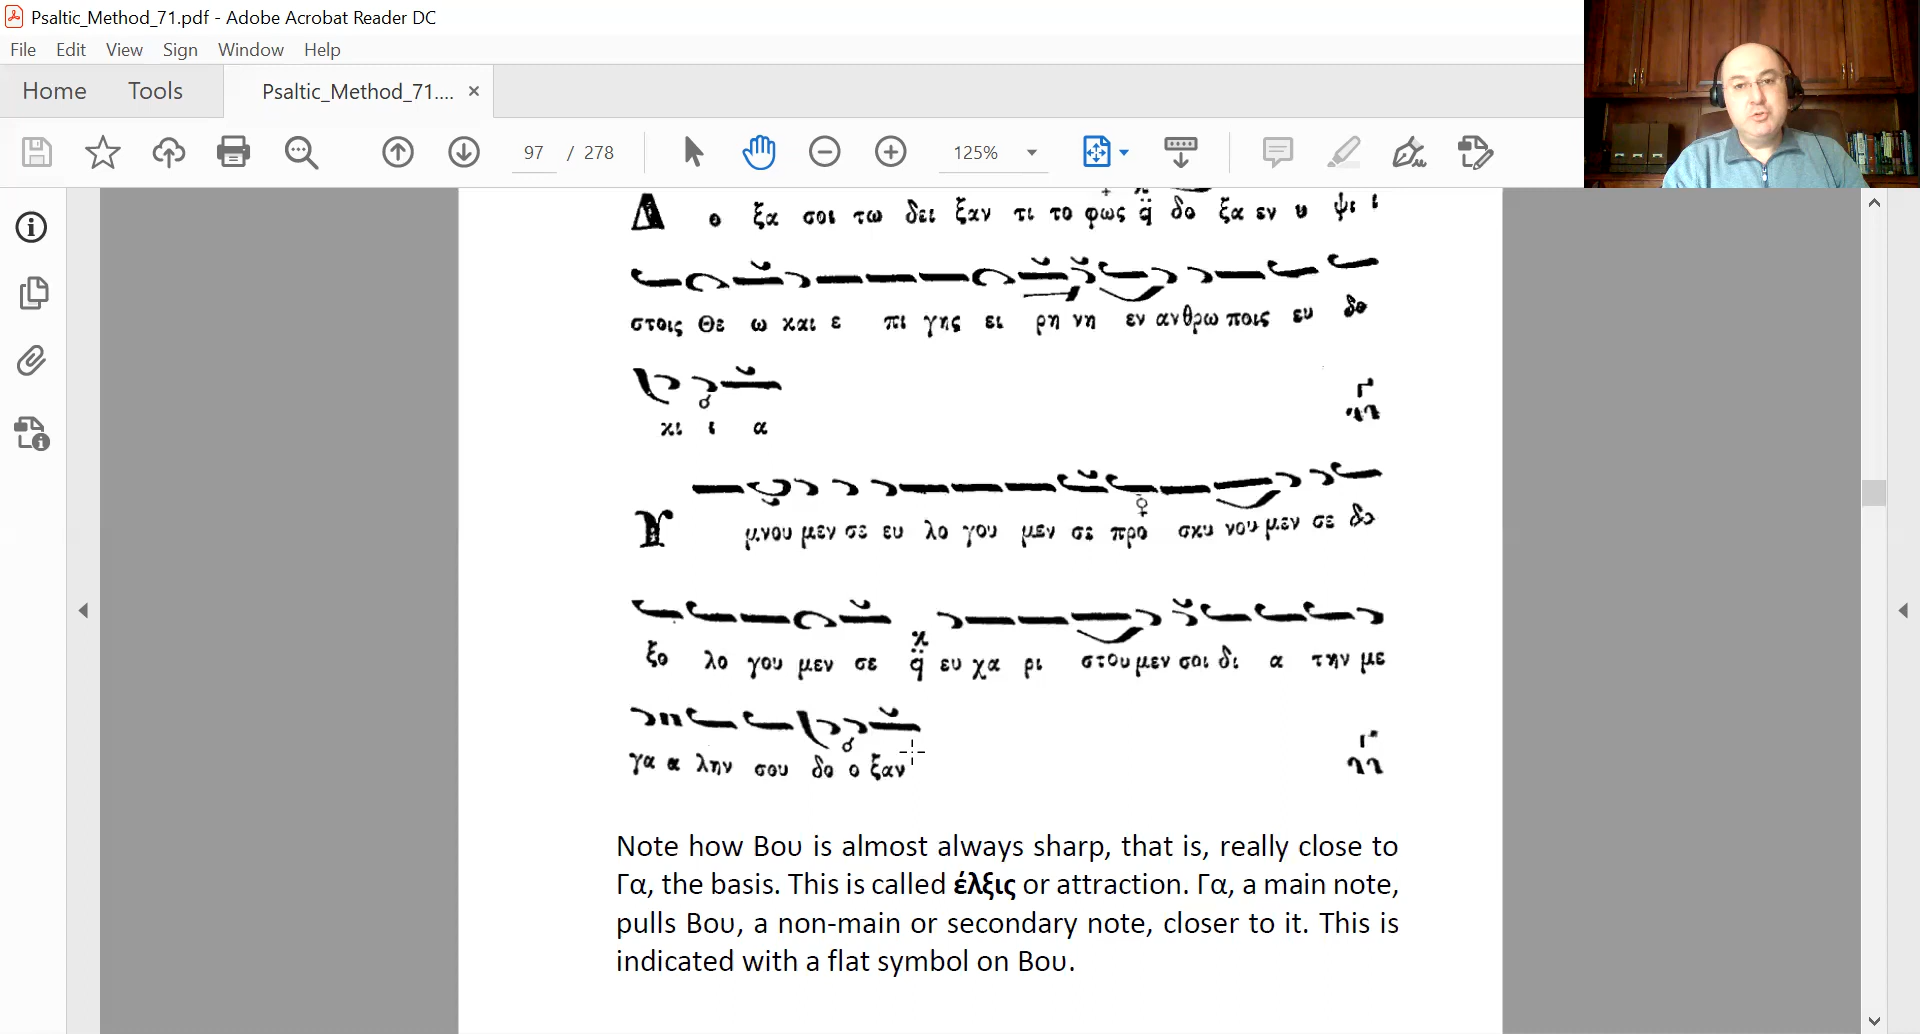 Psaltic_Method_71.pdf - Adobe Acrobat Reader DC
File Edit View Sign Window Help
Home Tools Psaltic_Method_71.... ×
97 / 278 125%
Δ ο ξα σοι τω δει ξαν τι το φως δο ξα εν υ ψι ι
στοις Θε ω και ε πι γης ει ρη νη εν ανθρω ποις ευ δο
κι ι α
Υ μνου μεν σε ευ λο γου μεν σε προ σκυ νου μεν σε δο
ξο λο γου μεν σε ευ χα ρι στου μεν σοι δι α την με
γα α λην σου δο ο ξαν
Note how Βου is almost always sharp, that is, really close to
Γα, the basis. This is called έλξις or attraction. Γα, a main note,
pulls Βου, a non-main or secondary note, closer to it. This is
indicated with a flat symbol on Βου.